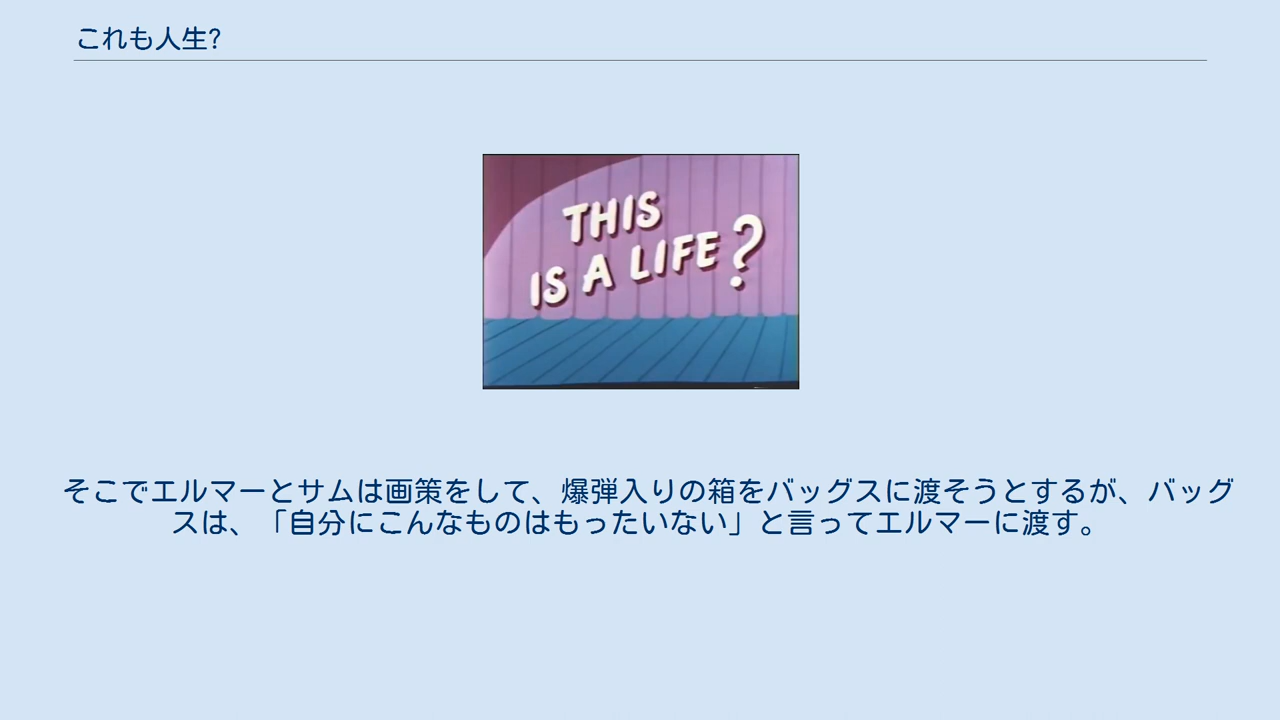 これも人生?
THIS
IS A LIFE?
そこでエルマーとサムは画策をして、爆弾入りの箱をバッグスに渡そうとするが、バッグ
スは、「自分にこんなものはもったいない」と言ってエルマーに渡す。